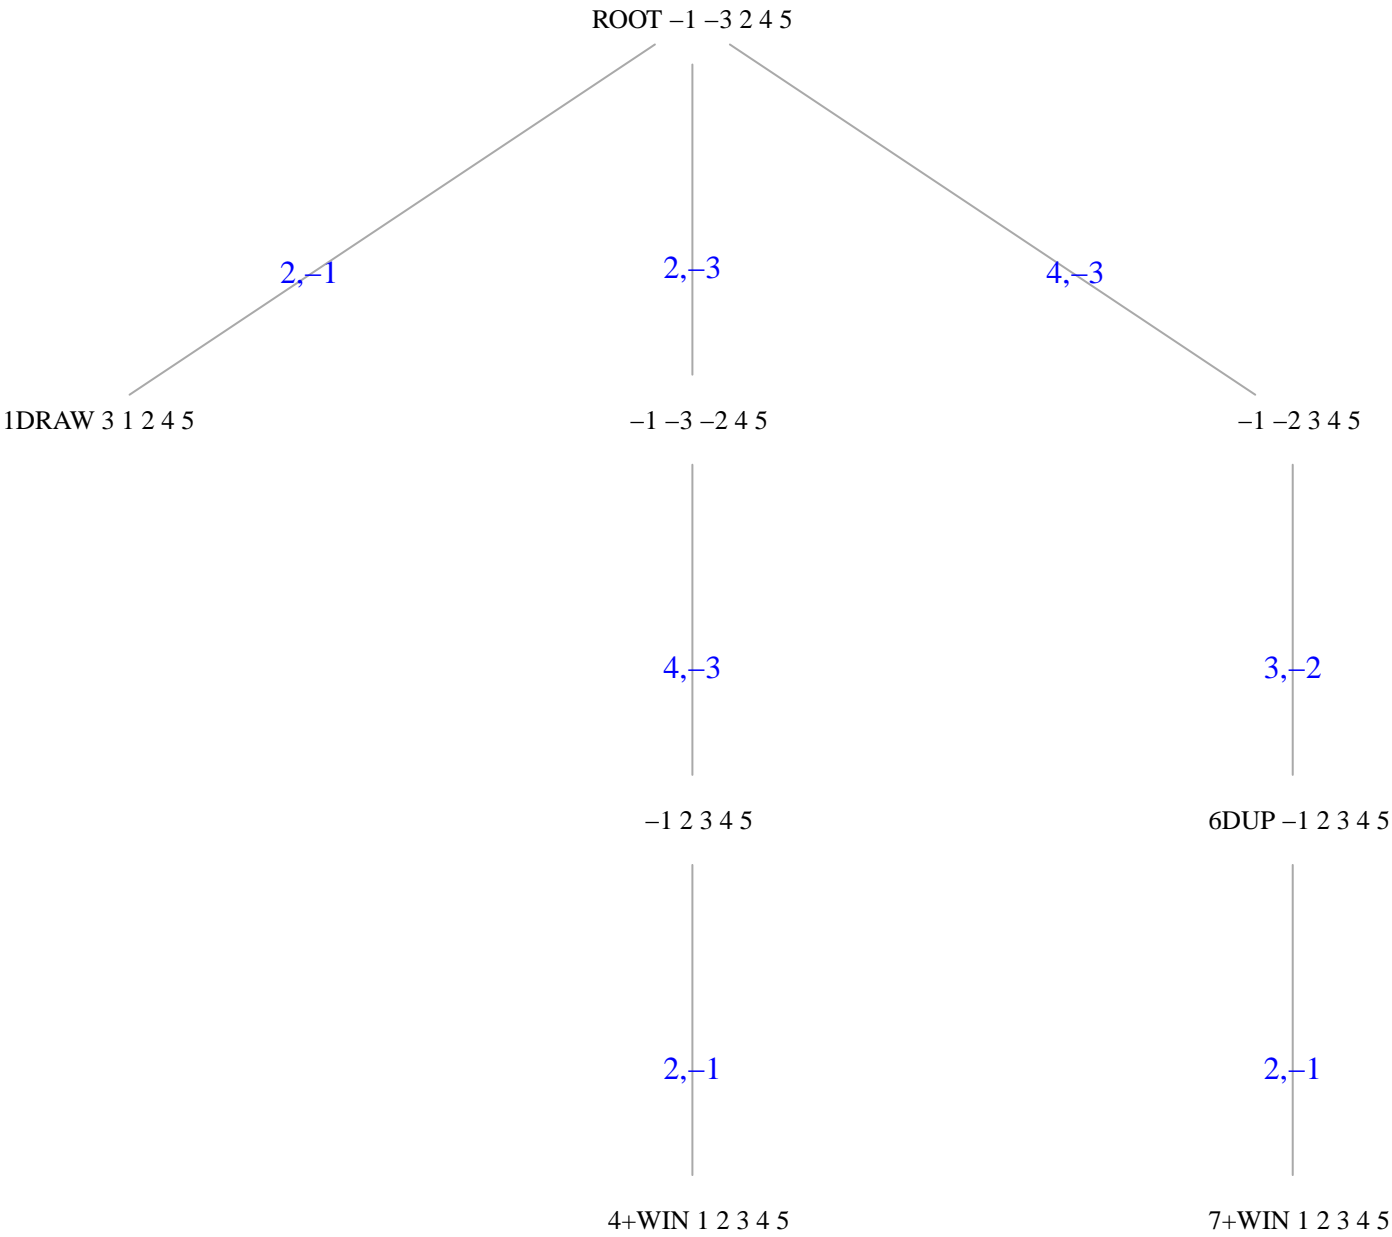 ROOT –1 –3 2 4 5
2,–1
2,–3
4,–3
1DRAW 3 1 2 4 5
–1 –3 –2 4 5
–1 –2 3 4 5
4,–3
3,–2
–1 2 3 4 5
6DUP –1 2 3 4 5
2,–1
2,–1
4+WIN 1 2 3 4 5
7+WIN 1 2 3 4 5